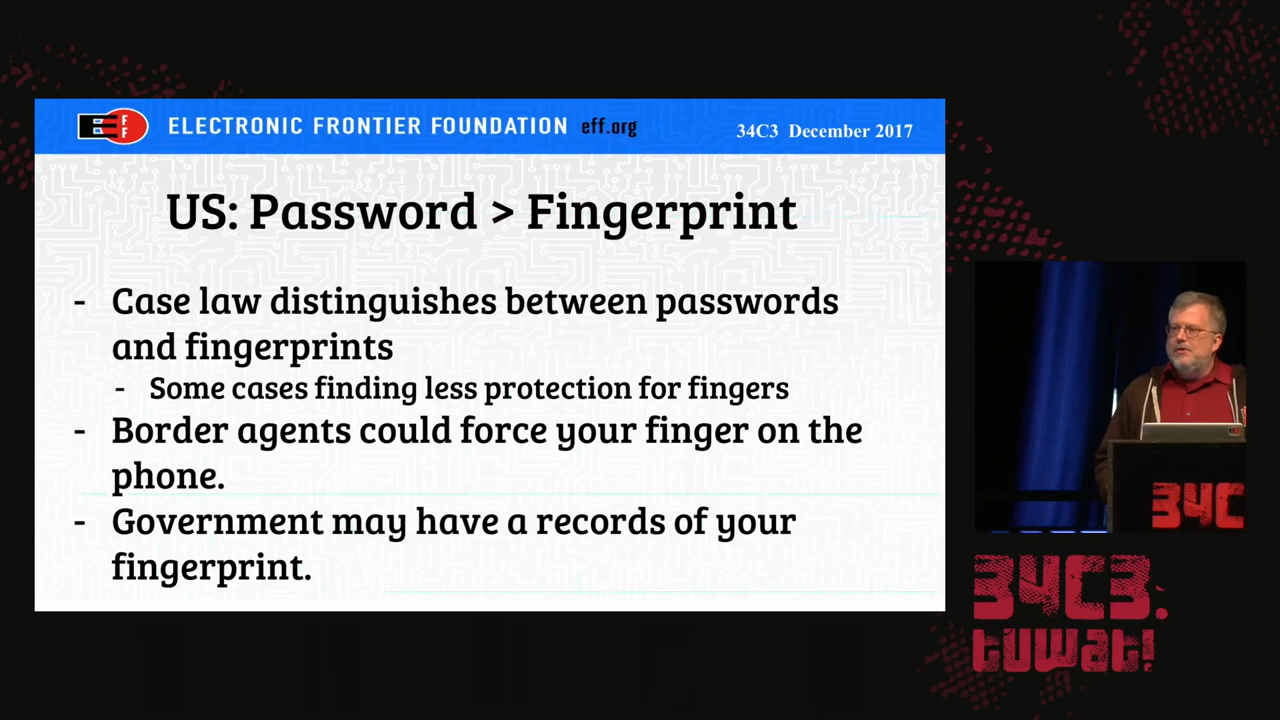 EFF
ELECTRONIC FRONTIER FOUNDATION eff.org
34C3 December 2017
US: Password > Fingerprint
- Case law distinguishes between passwords
and fingerprints
- Some cases finding less protection for fingers
- Border agents could force your finger on the
phone.
- Government may have a records of your
fingerprint.
34C
34C3.
tuwat!